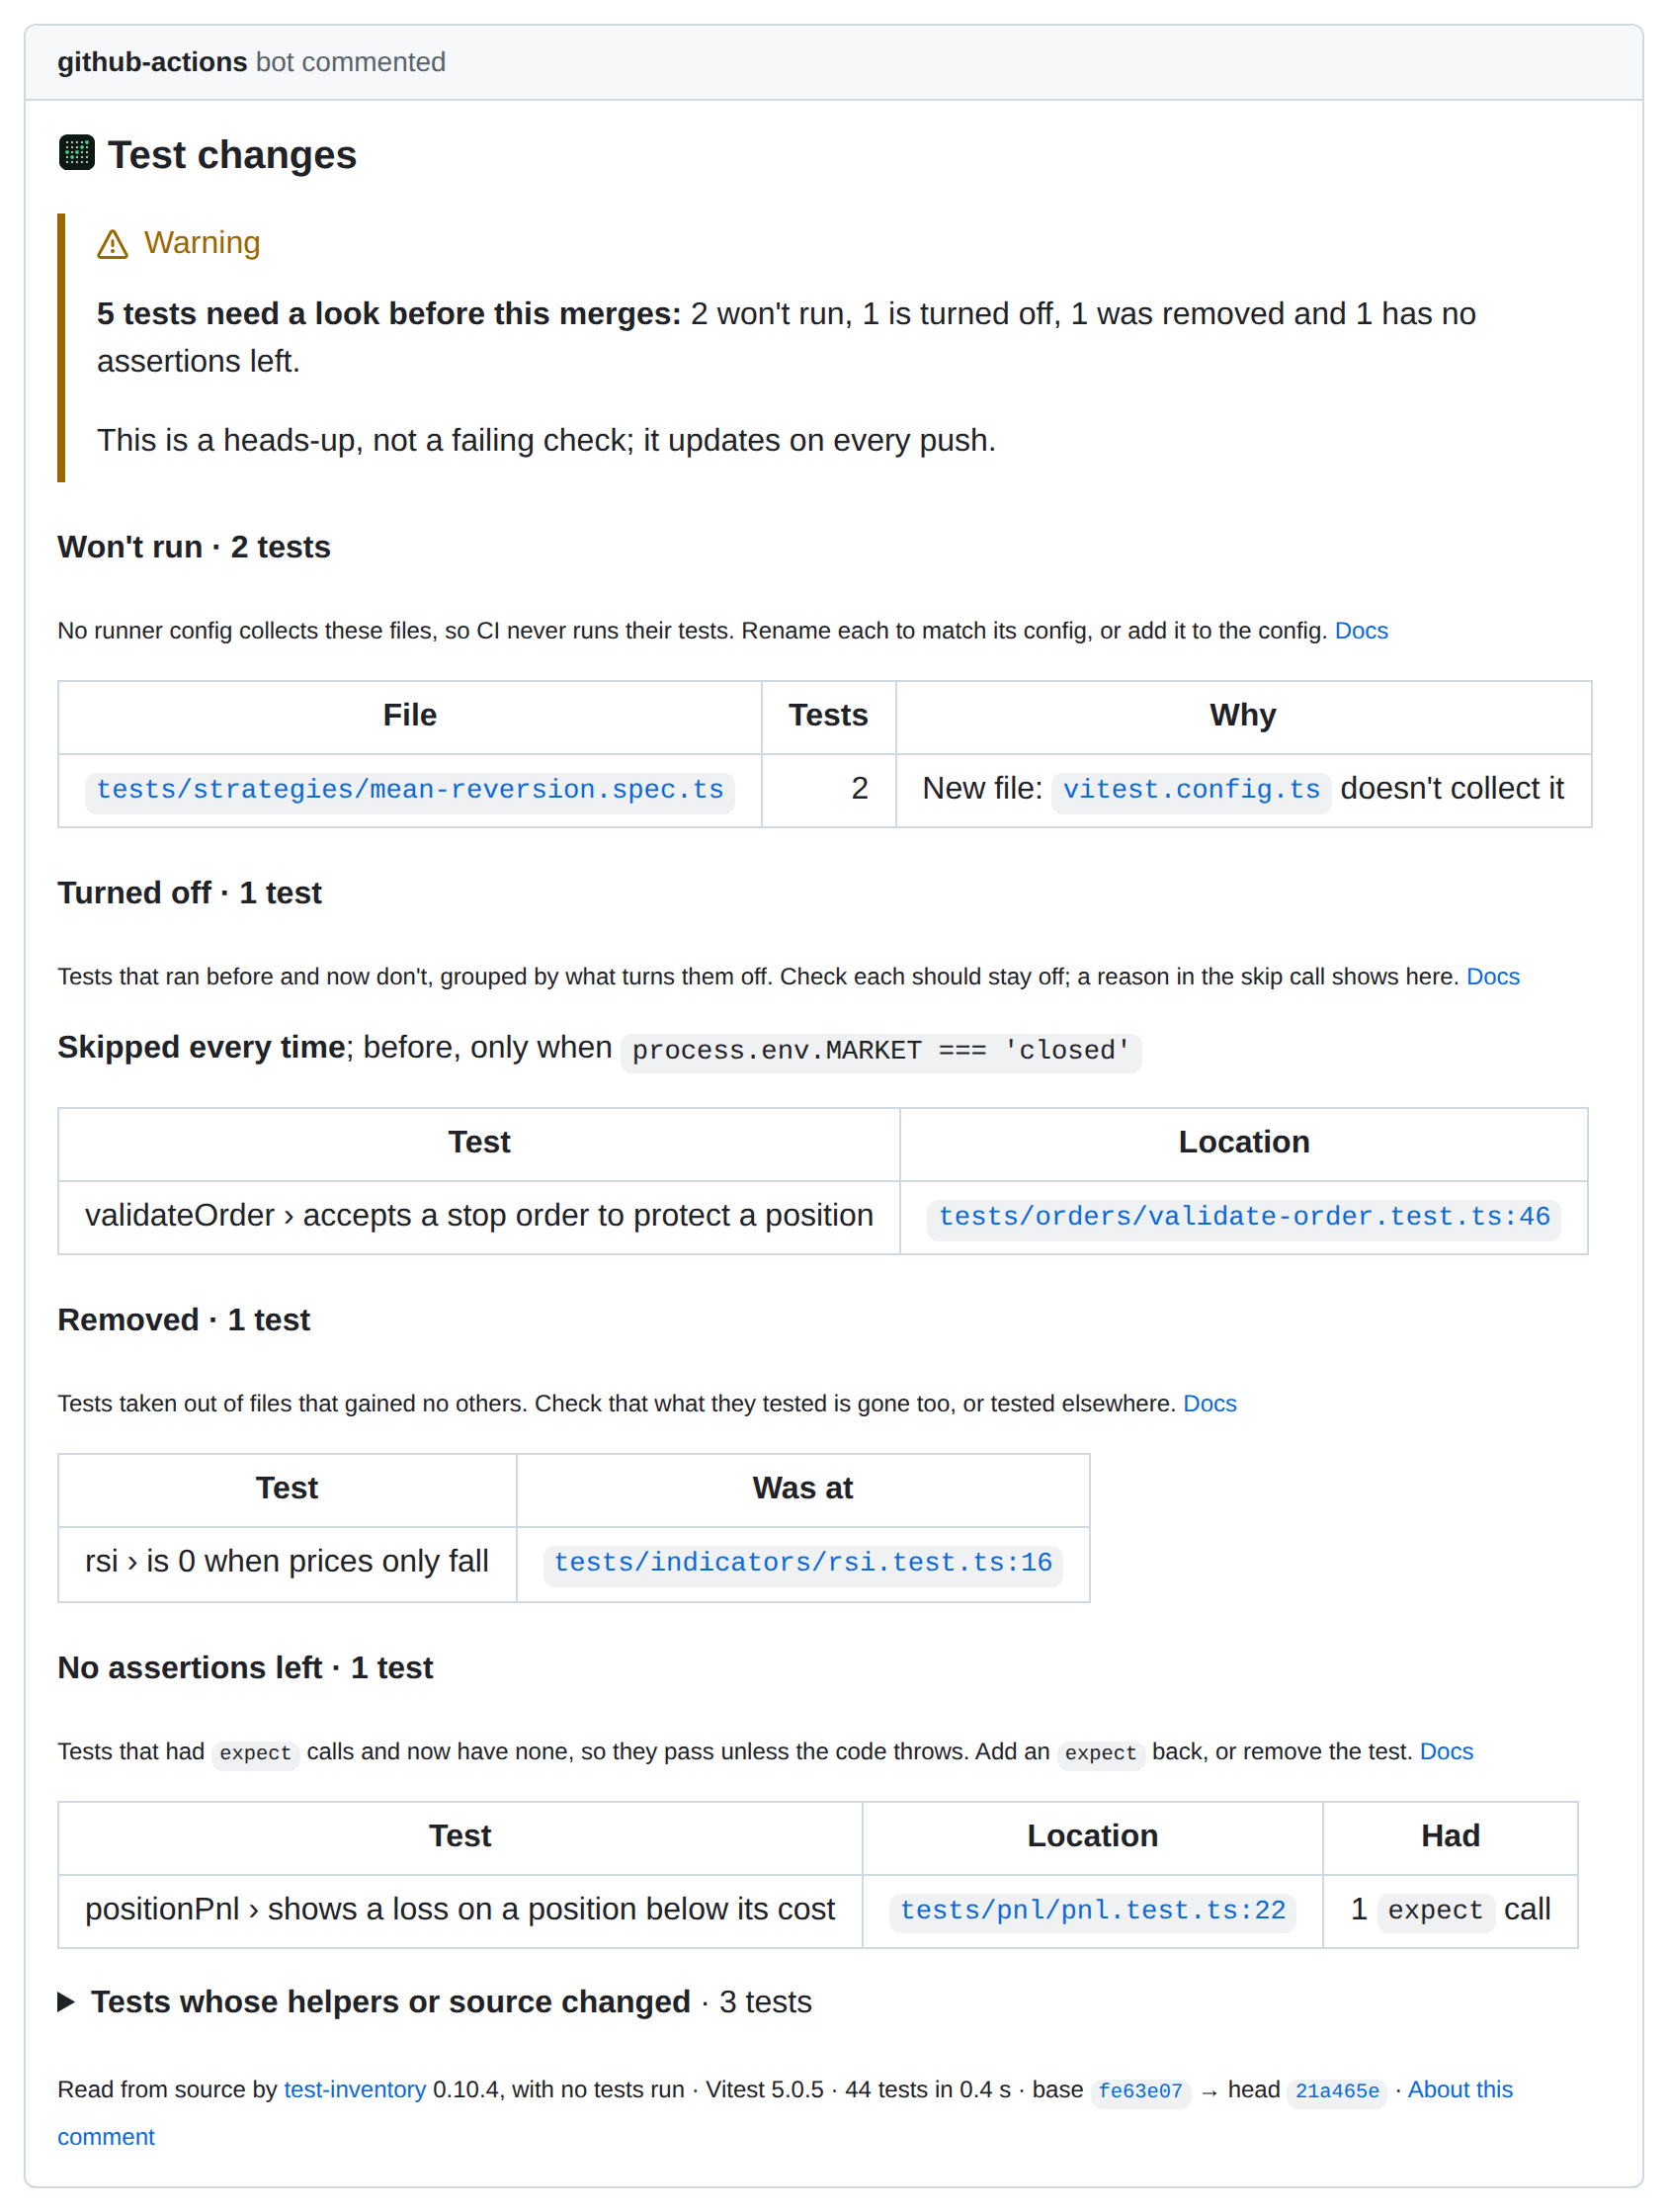 github-actions bot commented
Test changes
Warning
5 tests need a look before this merges: 2 won't run, 1 is turned off, 1 was removed and 1 has no
assertions left.
This is a heads-up, not a failing check; it updates on every push.
Won't run · 2 tests
No runner config collects these files, so CI never runs their tests. Rename each to match its config, or add it to the config. Docs
File Tests Why
tests/strategies/mean-reversion.spec.ts 2 New file: vitest.config.ts doesn't collect it
Turned off · 1 test
Tests that ran before and now don't, grouped by what turns them off. Check each should stay off; a reason in the skip call shows here. Docs
Skipped every time; before, only when process.env.MARKET === 'closed'
Test Location
validateOrder › accepts a stop order to protect a position tests/orders/validate-order.test.ts:46
Removed · 1 test
Tests taken out of files that gained no others. Check that what they tested is gone too, or tested elsewhere. Docs
Test Was at
rsi › is 0 when prices only fall tests/indicators/rsi.test.ts:16
No assertions left · 1 test
Tests that had expect calls and now have none, so they pass unless the code throws. Add an expect back, or remove the test. Docs
Test Location Had
positionPnl › shows a loss on a position below its cost tests/pnl/pnl.test.ts:22 1 expect call
▶ Tests whose helpers or source changed · 3 tests
Read from source by test-inventory 0.10.4, with no tests run · Vitest 5.0.5 · 44 tests in 0.4 s · base fe63e07 → head 21a465e · About this
comment